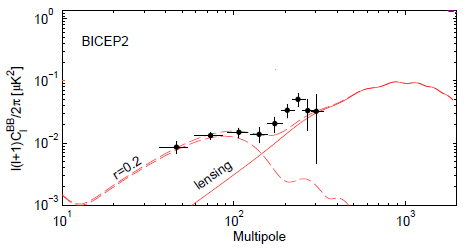 BICEP2
10⁰
10⁻¹
10⁻²
10⁻³
l(l+1)C_l^BB/2π [μK²]
r=0.2
lensing
10¹
10²
10³
Multipole